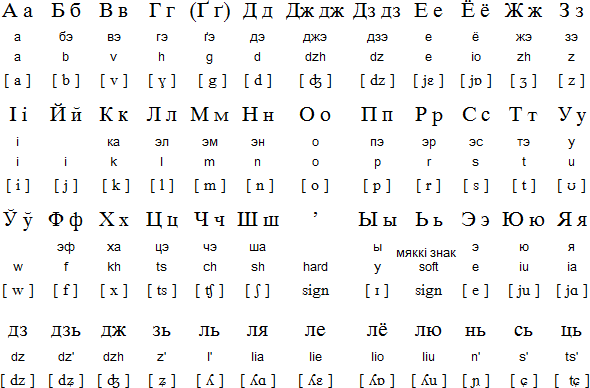 А а Б б В в Г г (Ґ ґ) Д д Дж дж Дз дз Е е Ё ё Ж ж З з
а бэ вэ гэ ґэ дэ джэ дзэ е ё жэ зэ
a b v h g d dzh dz e io zh z
[ a ] [ b ] [ v ] [ ɣ ] [ g ] [ d ] [ ʤ ] [ dz ] [ jɛ ] [ jɒ ] [ ʒ ] [ z ]
І і Й й К к Л л М м Н н О о П п Р р С с Т т У у
і ка эл эм эн о пэ эр эс тэ у
i i k l m n o p r s t u
[ i ] [ j ] [ k ] [ l ] [ m ] [ n ] [ o ] [ p ] [ r ] [ s ] [ t ] [ ʊ ]
Ў ў Ф ф Х х Ц ц Ч ч Ш ш ’ Ы ы Ь ь Э э Ю ю Я я
эф ха цэ чэ ша ы мяккі знак э ю я
w f kh ts ch sh hard y soft e iu ia
[ w ] [ f ] [ x ] [ ts ] [ ʧ ] [ ʃ ] sign [ ɪ ] sign [ e ] [ ju ] [ jɑ ]
дз дзь дж зь ль ля ле лё лю нь сь ць
dz dz' dzh z' l' lia lie lio liu n' s' ts'
[ dz ] [ dʑ ] [ ʤ ] [ ʑ ] [ ʎ ] [ ʎɑ ] [ ʎɛ ] [ ʎɒ ] [ ʎu ] [ ɲ ] [ ɕ ] [ ʨ ]